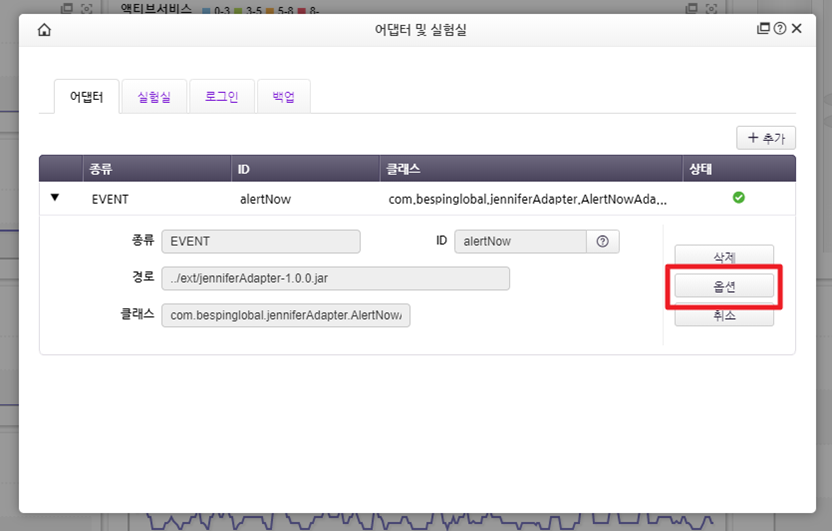 액티브서비스 0-3 3-5 5-8 8-
어댑터 및 실험실
어댑터 실험실 로그인 백업
+ 추가
종류 ID 클래스 상태
EVENT alertNow com.bespinglobal.jenniferAdapter.AlertNowAda...
종류 EVENT ID alertNow
삭제
경로 ../ext/jenniferAdapter-1.0.0.jar
옵션
클래스 com.bespinglobal.jenniferAdapter.AlertNow
취소